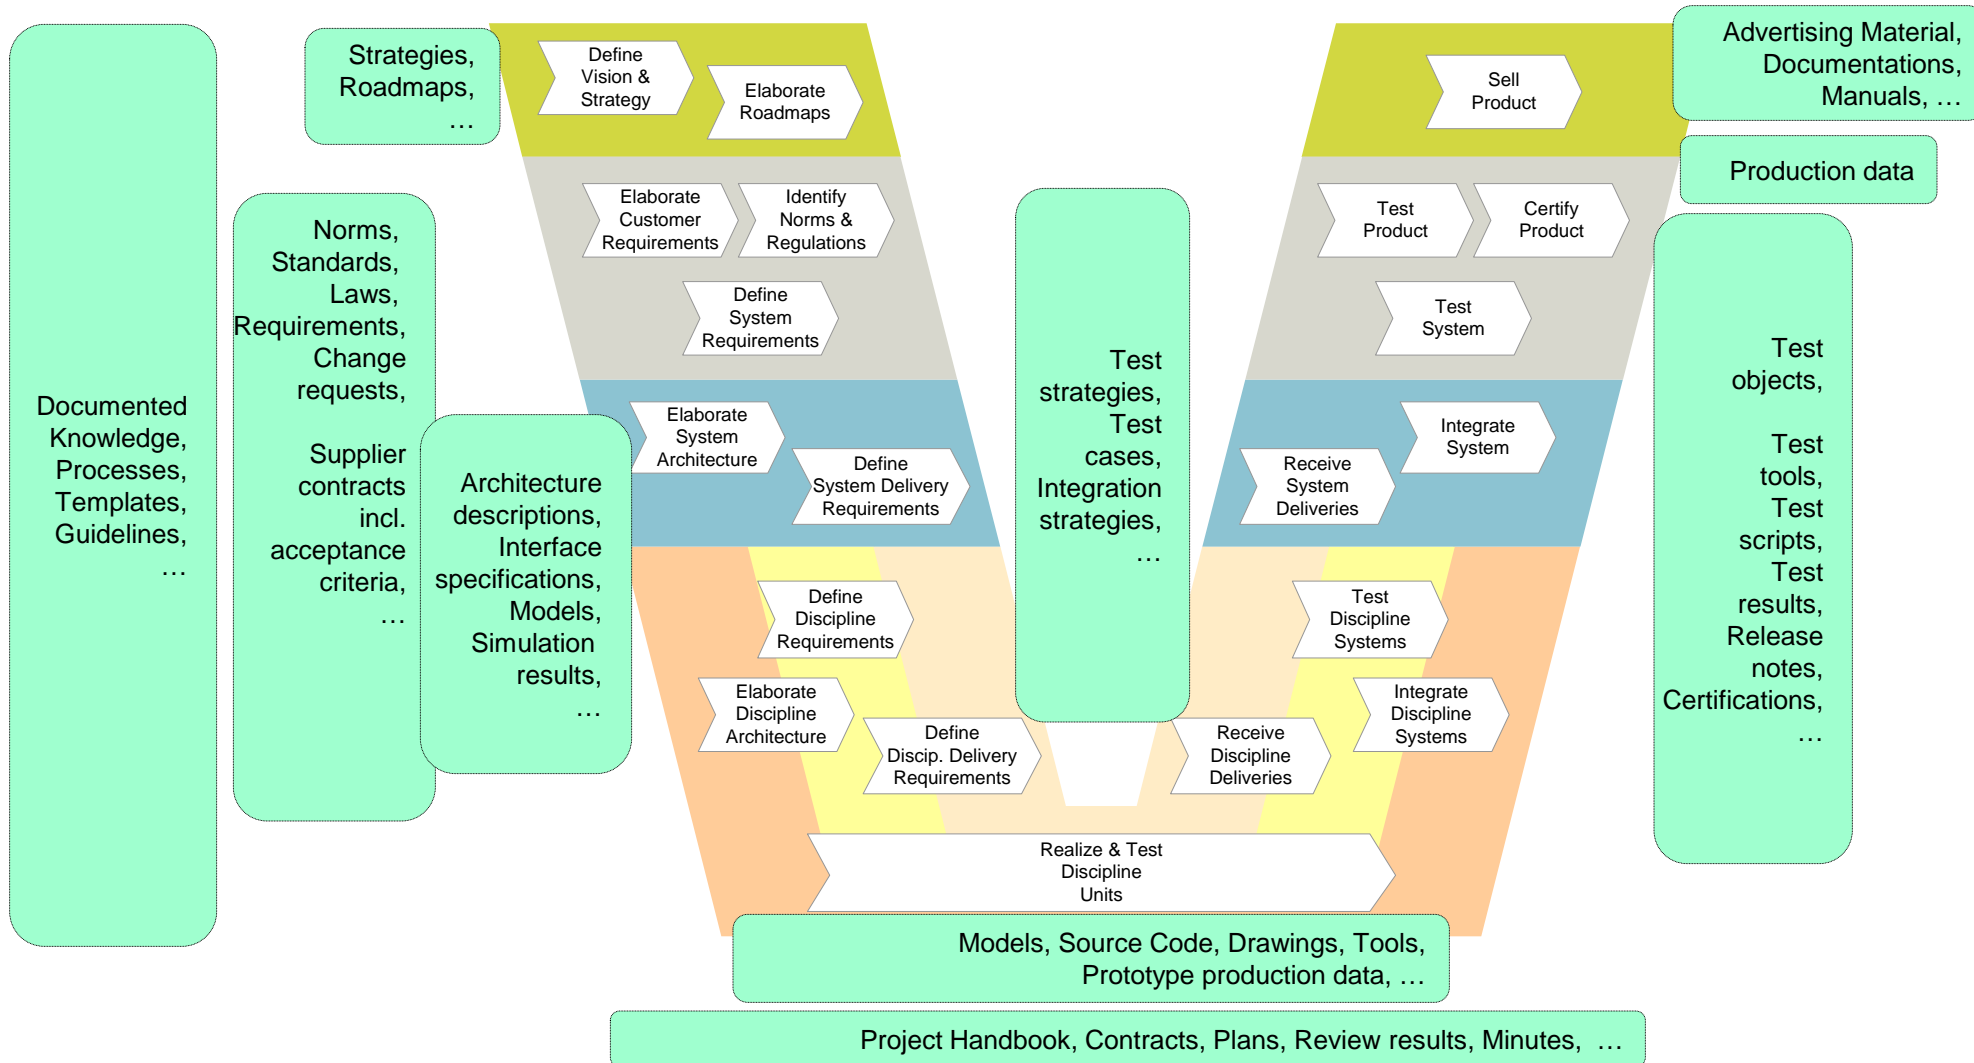 Documented
Knowledge,
Processes,
Templates,
Guidelines,
…
Strategies,
Roadmaps,
…
Norms,
Standards,
Laws,
Requirements,
Change
requests,
Supplier
contracts
incl.
acceptance
criteria,
…
Architecture
descriptions,
Interface
specifications,
Models,
Simulation
results,
…
Define
Vision &
Strategy
Elaborate
Roadmaps
Elaborate
Customer
Requirements
Identify
Norms &
Regulations
Define
System
Requirements
Elaborate
System
Architecture
Define
System Delivery
Requirements
Define
Discipline
Requirements
Elaborate
Discipline
Architecture
Define
Discip. Delivery
Requirements
Realize & Test
Discipline
Units
Test
strategies,
Test
cases,
Integration
strategies,
…
Sell
Product
Test
Product
Certify
Product
Test
System
Integrate
System
Receive
System
Deliveries
Test
Discipline
Systems
Integrate
Discipline
Systems
Receive
Discipline
Deliveries
Advertising Material,
Documentations,
Manuals, …
Production data
Test
objects,
Test
tools,
Test
scripts,
Test
results,
Release
notes,
Certifications,
…
Models, Source Code, Drawings, Tools,
Prototype production data, …
Project Handbook, Contracts, Plans, Review results, Minutes, …